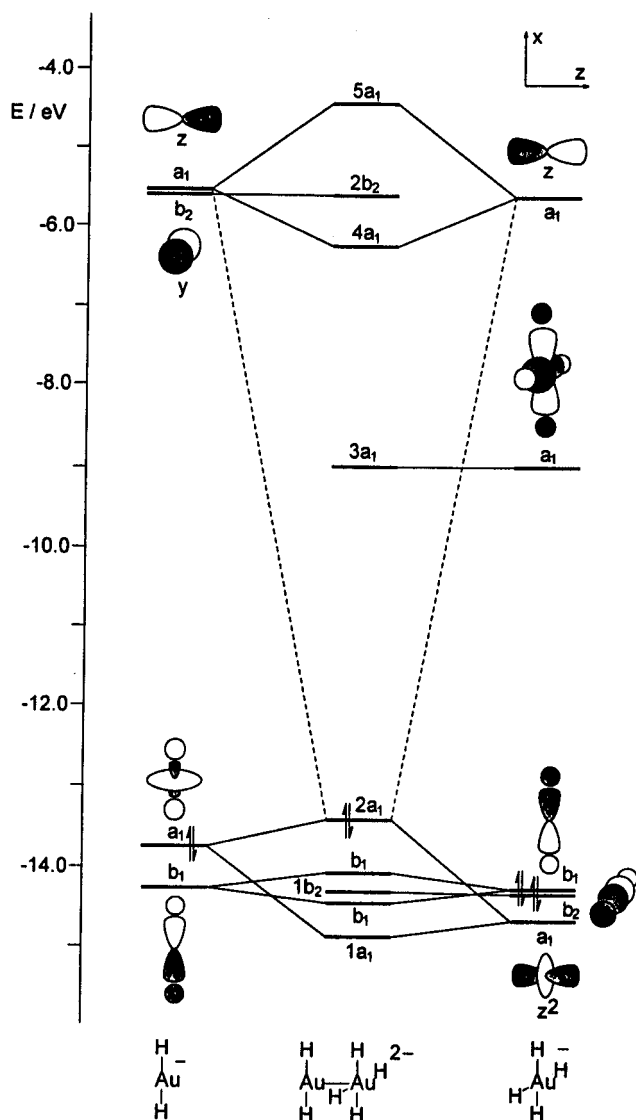 -4.0
E / eV
-6.0
-8.0
-10.0
-12.0
-14.0
x
z
z
a₁
b₂
y
5a₁
2b₂
4a₁
3a₁
z
a₁
a₁
a₁
b₁
2a₁
b₁
1b₂
b₁
1a₁
b₁
b₂
a₁
z²
H
Au
H
−
H H 2−
Au Au H
H
H H
H −
Au H
H
H